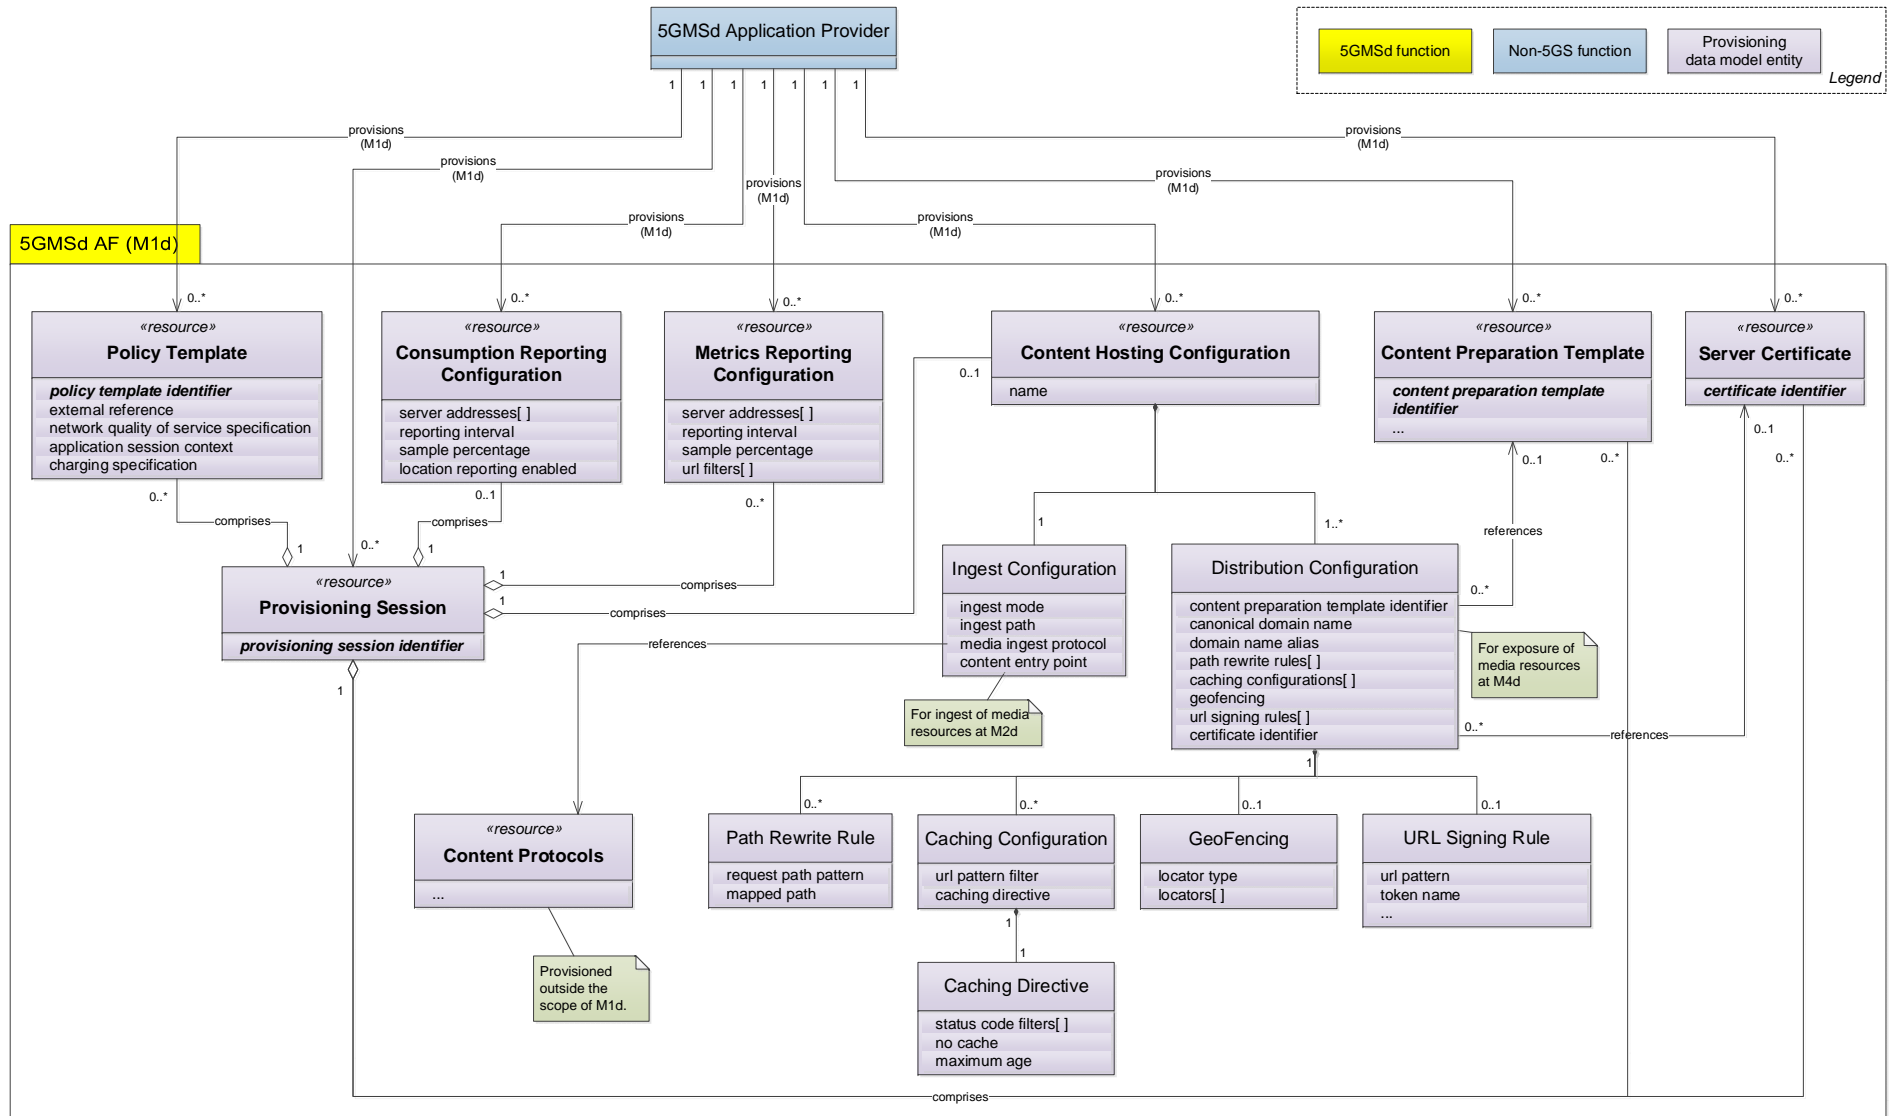 5GMSd Application Provider
5GMSd function
Non-5GS function
Provisioning
data model entity
Legend
1
1
1
1
1
1
1
provisions
(M1d)
provisions
(M1d)
provisions
(M1d)
provisions
(M1d)
provisions
(M1d)
provisions
(M1d)
provisions
(M1d)
5GMSd AF (M1d)
0..*
0..*
0..*
0..*
0..*
0..*
«resource»
Policy Template
policy template identifier
external reference
network quality of service specification
application session context
charging specification
«resource»
Consumption Reporting
Configuration
server addresses[ ]
reporting interval
sample percentage
location reporting enabled
«resource»
Metrics Reporting
Configuration
server addresses[ ]
reporting interval
sample percentage
url filters[ ]
«resource»
Content Hosting Configuration
name
«resource»
Content Preparation Template
content preparation template
identifier
...
«resource»
Server Certificate
certificate identifier
0..1
0..*
0..1
0..*
0..1
0..*
0..1
0..*
comprises
comprises
1
0..*
1
1
comprises
1
comprises
1
1..*
references
«resource»
Provisioning Session
provisioning session identifier
1
Ingest Configuration
ingest mode
ingest path
media ingest protocol
content entry point
references
For ingest of media
resources at M2d
Distribution Configuration
content preparation template identifier
canonical domain name
domain name alias
path rewrite rules[ ]
caching configurations[ ]
geofencing
url signing rules[ ]
certificate identifier
0..*
For exposure of
media resources
at M4d
0..*
references
1
0..*
0..*
0..1
0..1
«resource»
Content Protocols
...
Provisioned
outside the
scope of M1d.
Path Rewrite Rule
request path pattern
mapped path
Caching Configuration
url pattern filter
caching directive
GeoFencing
locator type
locators[ ]
URL Signing Rule
url pattern
token name
...
1
1
Caching Directive
status code filters[ ]
no cache
maximum age
comprises